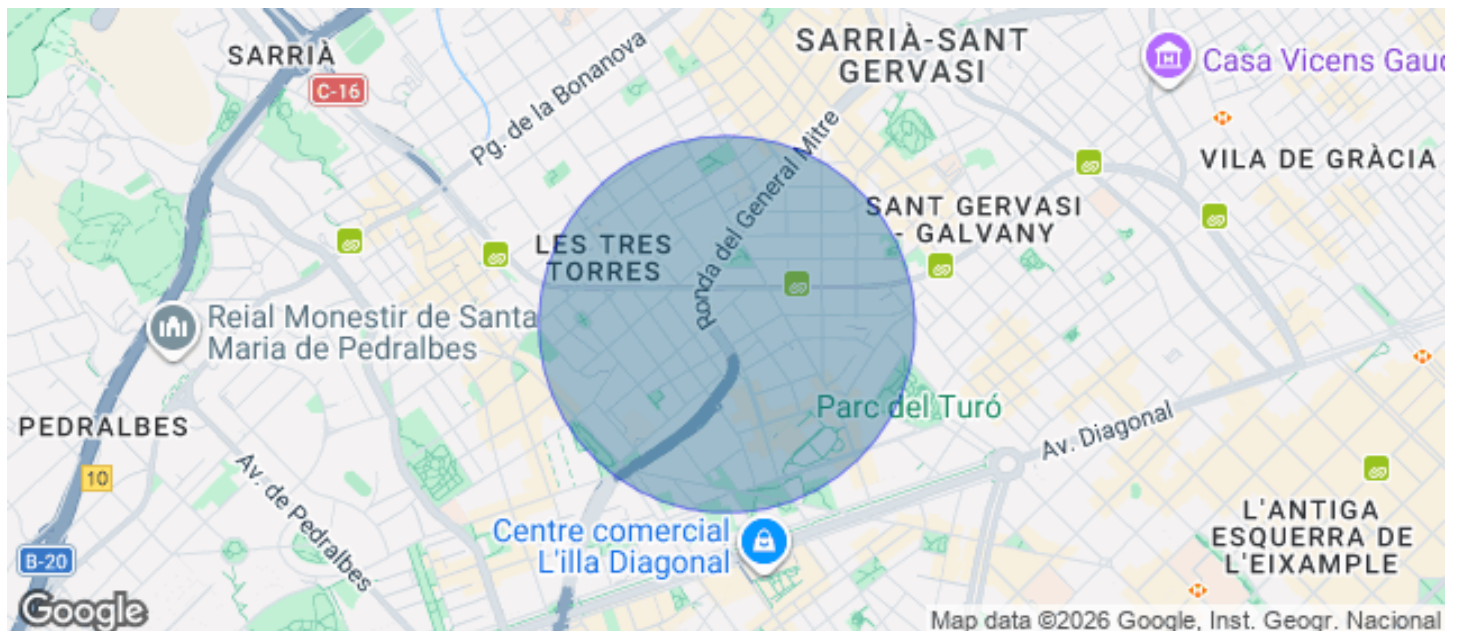 SARRIÀ
C-16
Pg. de la Bonanova
SARRIÀ-SANT
GERVASI
Casa Vicens Gaud
Ronda del General Mitre
VILA DE GRÀCIA
SANT GERVASI
- GALVANY
LES TRES
TORRES
Reial Monestir de Santa
Maria de Pedralbes
PEDRALBES
10
Av. de Pedralbes
Parc del Turó
Av. Diagonal
Centre comercial
L'illa Diagonal
L'ANTIGA
ESQUERRA DE
L'EIXAMPLE
B-20
Google
Map data ©2026 Google, Inst. Geogr. Nacional